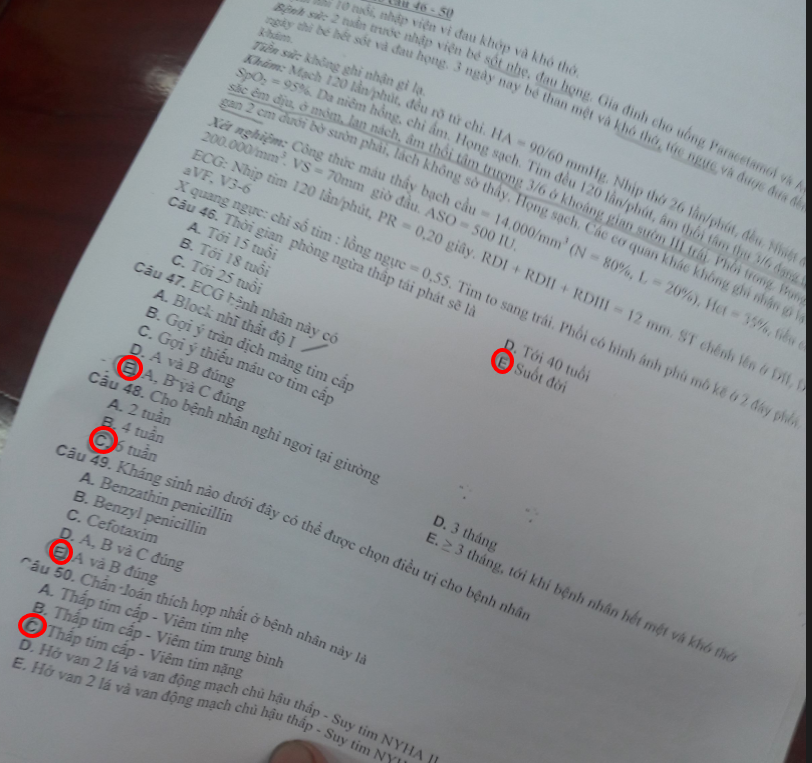 câu 46 - 50
10 tuổi, nhập viện vì đau khớp và khó thở.
Bệnh sử: 2 tuần trước nhập viện bé sốt nhẹ, đau họng. Gia đình cho uống Paracetamol và
ngày thì bé hết sốt và đau họng. 3 ngày nay bé than mệt và khó thở, tức ngực và được đưa đến
khám.
Tiền sử: không ghi nhận gì lạ.
Khám: Mạch 120 lần/phút, đều rõ tứ chi. HA = 90/60 mmHg. Nhịp thở 26 lần/phút, đều. Nhiệt
SpO₂ = 95%. Da niêm hồng, chi ấm. Họng sạch. Tim đều 120 lần/phút, âm thổi tâm thu 3/6 dạng
sắc êm dịu, ở mỏm, lan nách, âm thổi tâm trương 3/6 ở khoảng gian sườn III trái. Phổi trong.
gan 2 cm dưới bờ sườn phải, lách không sờ thấy. Họng sạch. Các cơ quan khác không ghi nhận gì lạ
Xét nghiệm: Công thức máu thấy bạch cầu = 14.000/mm³ (N = 80%, L = 20%), Hct = 35%, tiểu
200.000/mm³. VS = 70mm giờ đầu. ASO = 500 IU.
ECG: Nhịp tim 120 lần/phút, PR = 0,20 giây. RDI + RDII + RDIII = 12 mm. ST chênh lên ở DII,
aVF, V3-6
X quang ngực: chỉ số tim : lồng ngực = 0,55. Tim to sang trái. Phổi có hình ảnh phù mô kẽ ở 2 đáy phổi.
Câu 46. Thời gian phòng ngừa thấp tái phát sẽ là
A. Tới 15 tuổi
B. Tới 18 tuổi
C. Tới 25 tuổi
D. Tới 40 tuổi
E. Suốt đời
Câu 47. ECG bệnh nhân này có
A. Block nhĩ thất độ I
B. Gợi ý tràn dịch màng tim cấp
C. Gợi ý thiếu máu cơ tim cấp
D. A và B đúng
E. A, B và C đúng
Câu 48. Cho bệnh nhân nghỉ ngơi tại giường
A. 2 tuần
B. 4 tuần
C. 6 tuần
D. 3 tháng
E. ≥ 3 tháng, tới khi bệnh nhân hết mệt và khó thở
Câu 49. Kháng sinh nào dưới đây có thể được chọn điều trị cho bệnh nhân
A. Benzathin penicillin
B. Benzyl penicillin
C. Cefotaxim
D. A, B và C đúng
E. A và B đúng
Câu 50. Chẩn đoán thích hợp nhất ở bệnh nhân này là
A. Thấp tim cấp - Viêm tim nhẹ
B. Thấp tim cấp - Viêm tim trung bình
C. Thấp tim cấp - Viêm tim nặng
D. Hở van 2 lá và van động mạch chủ hậu thấp - Suy tim NYHA II
E. Hở van 2 lá và van động mạch chủ hậu thấp - Suy tim